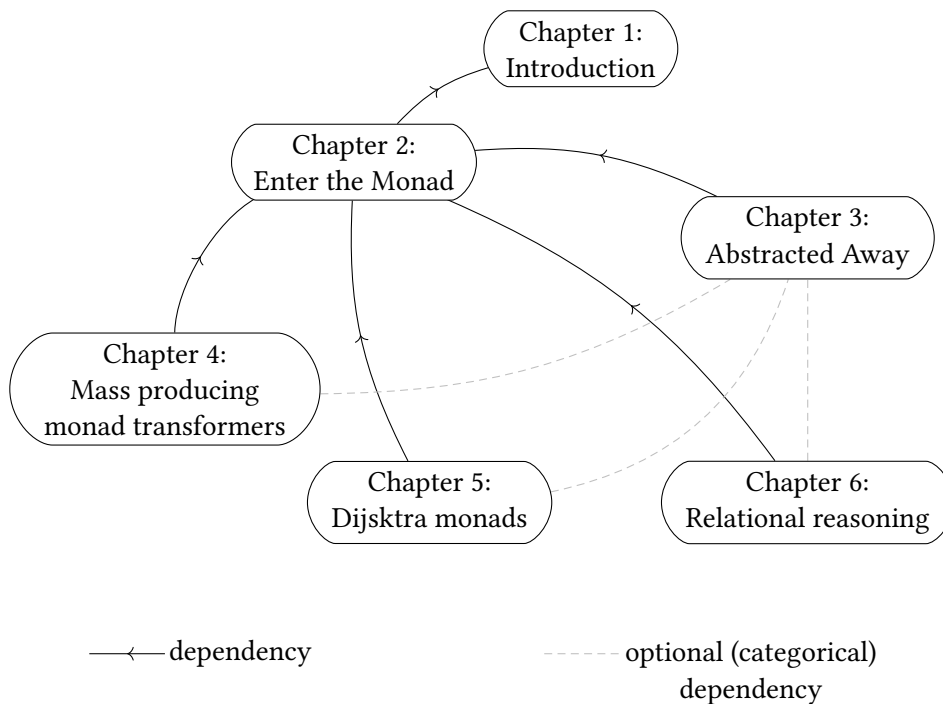 Chapter 1:
Introduction
Chapter 2:
Enter the Monad
Chapter 3:
Abstracted Away
Chapter 4:
Mass producing
monad transformers
Chapter 5:
Dijsktra monads
Chapter 6:
Relational reasoning
dependency
optional (categorical)
dependency